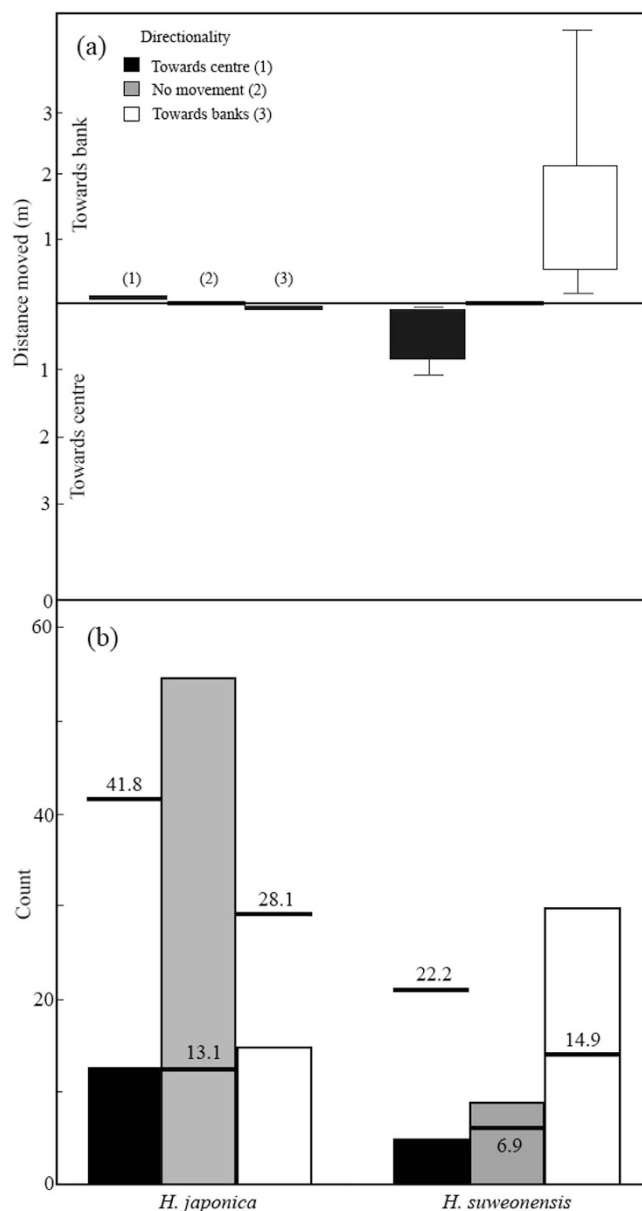 (a)
Directionality
Towards centre (1)
No movement (2)
Towards banks (3)
Distance moved (m)
Towards bank
Towards centre
3
2
1
(1)
(2)
(3)
1
2
3
0
(b)
Count
60
40
20
0
41.8
13.1
28.1
22.2
6.9
14.9
H. japonica
H. suweonensis